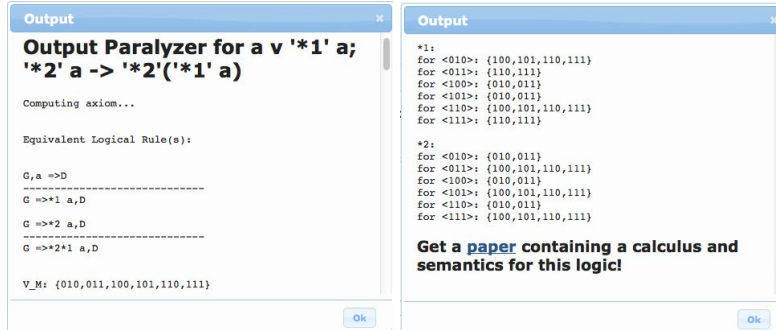 Output ×
Output Paralyzer for a v '*1' a;
'*2' a -> '*2'('*1' a)
Computing axiom...
Equivalent Logical Rule(s):
G,a =>D
-----------------------------
G =>*1 a,D
G =>*2 a,D
-----------------------------
G =>*2*1 a,D
V_M: {010,011,100,101,110,111}
Ok
Output ×
*1:
for <010>: {100,101,110,111}
for <011>: {110,111}
for <100>: {010,011}
for <101>: {010,011}
for <110>: {100,101,110,111}
for <111>: {110,111}
*2:
for <010>: {010,011}
for <011>: {100,101,110,111}
for <100>: {010,011}
for <101>: {100,101,110,111}
for <110>: {010,011}
for <111>: {100,101,110,111}
Get a paper containing a calculus and
semantics for this logic!
Ok